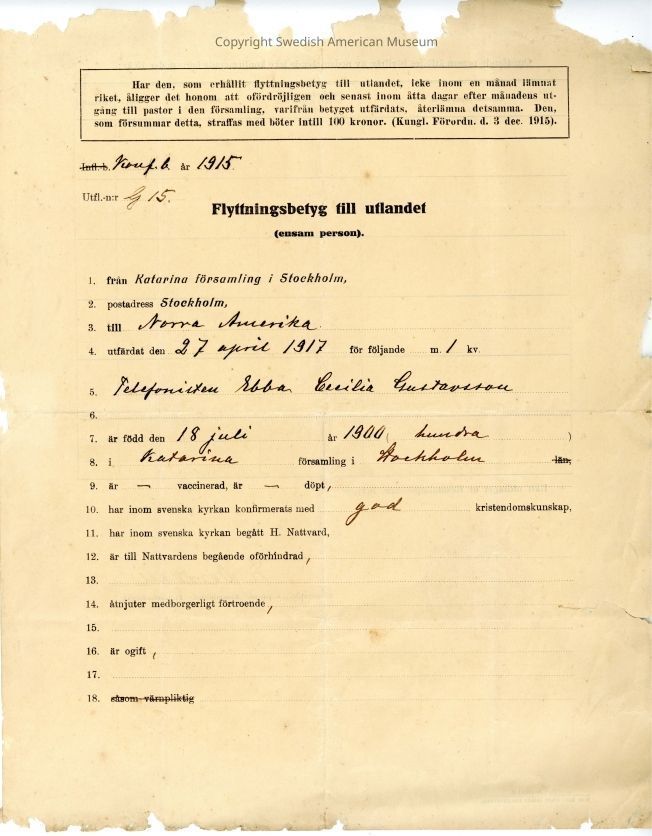 Copyright Swedish American Museum
Har den, som erhållit flyttningsbetyg till utlandet, icke inom en månad lämnat
riket, åligger det honom att ofördröjligen och senast inom åtta dagar efter månadens ut-
gång till pastor i den församling, varifrån betyget utfärdats, återlämna detsamma. Den,
som försummar detta, straffas med böter intill 100 kronor. (Kungl. Förordn. d. 3 dec. 1915).
Infl.-b. Konf. b. år 1915.
Utfl.-n:r G 15.
Flyttningsbetyg till utlandet
(ensam person).
1. från Katarina församling i Stockholm,
2. postadress Stockholm,
3. till Norra Amerika
4. utfärdat den 27 april 1917 för följande m. 1 kv.
5. Telefonisten Ebba Cecilia Gustavsson
6.
7. är född den 18 juli år 1900 ( hundra )
8. i Katarina församling i Stockholm län,
9. är — vaccinerad, är — döpt,
10. har inom svenska kyrkan konfirmerats med god kristendomskunskap,
11. har inom svenska kyrkan begått H. Nattvard,
12. är till Nattvardens begående oförhindrad,
13.
14. åtnjuter medborgerligt förtroende,
15.
16. är ogift,
17.
18. såsom värnpliktig